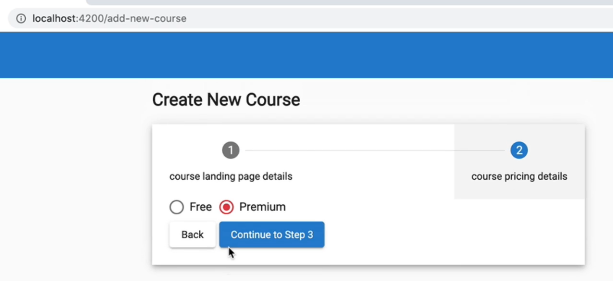 localhost:4200/add-new-course
Create New Course
1
2
course landing page details
course pricing details
Free
Premium
Back
Continue to Step 3